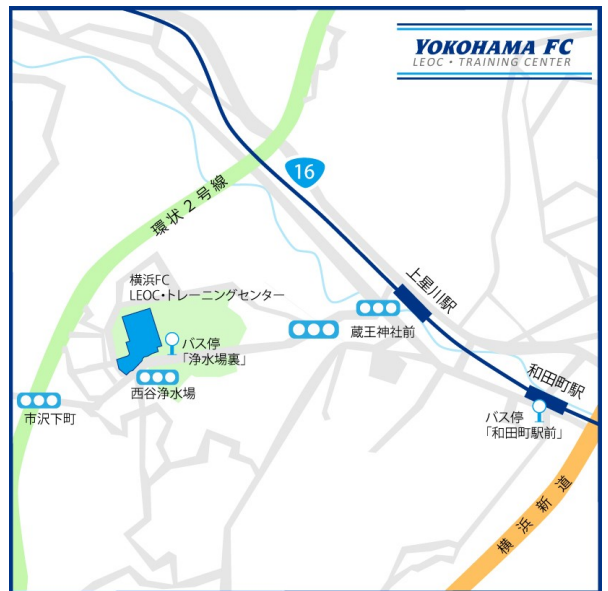 YOKOHAMA FC
LEOC・TRAINING CENTER
16
環状2号線
横浜FC
LEOC・トレーニングセンター
上星川駅
蔵王神社前
バス停
「浄水場裏」
西谷浄水場
市沢下町
和田町駅
バス停
「和田町駅前」
横浜新道